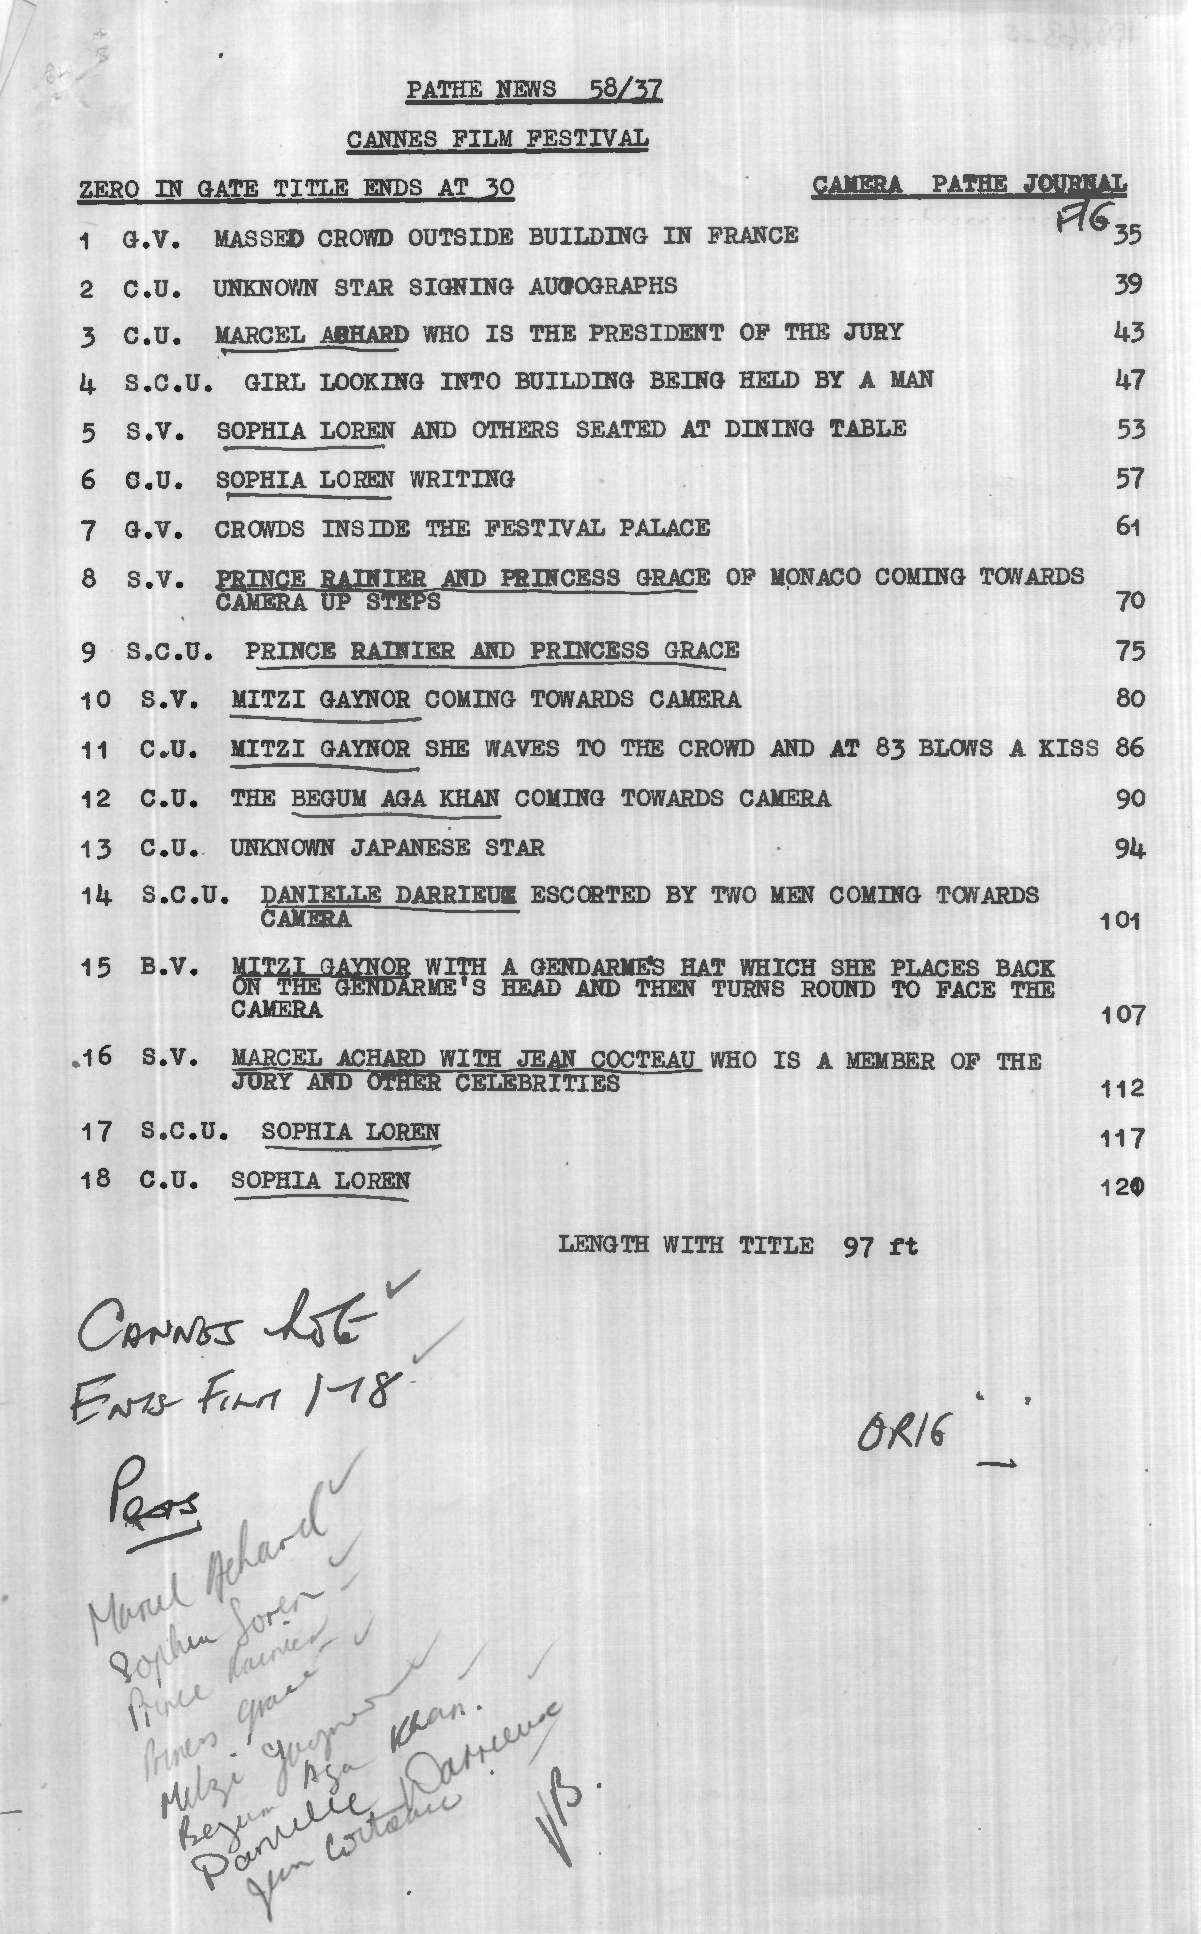 PATHE NEWS 58/37
CANNES FILM FESTIVAL
ZERO IN GATE TITLE ENDS AT 30 CAMERA PATHE JOURNAL
1 G.V. MASSED CROWD OUTSIDE BUILDING IN FRANCE 35
2 C.U. UNKNOWN STAR SIGNING AUTOGRAPHS 39
3 C.U. MARCEL ACHARD WHO IS THE PRESIDENT OF THE JURY 43
4 S.C.U. GIRL LOOKING INTO BUILDING BEING HELD BY A MAN 47
5 S.V. SOPHIA LOREN AND OTHERS SEATED AT DINING TABLE 53
6 C.U. SOPHIA LOREN WRITING 57
7 G.V. CROWDS INSIDE THE FESTIVAL PALACE 61
8 S.V. PRINCE RAINIER AND PRINCESS GRACE OF MONACO COMING TOWARDS
CAMERA UP STEPS 70
9 S.C.U. PRINCE RAINIER AND PRINCESS GRACE 75
10 S.V. MITZI GAYNOR COMING TOWARDS CAMERA 80
11 C.U. MITZI GAYNOR SHE WAVES TO THE CROWD AND AT 83 BLOWS A KISS 86
12 C.U. THE BEGUM AGA KHAN COMING TOWARDS CAMERA 90
13 C.U. UNKNOWN JAPANESE STAR 94
14 S.C.U. DANIELLE DARRIEUX ESCORTED BY TWO MEN COMING TOWARDS
CAMERA 101
15 B.V. MITZI GAYNOR WITH A GENDARME'S HAT WHICH SHE PLACES BACK
ON THE GENDARME'S HEAD AND THEN TURNS ROUND TO FACE THE
CAMERA 107
.16 S.V. MARCEL ACHARD WITH JEAN COCTEAU WHO IS A MEMBER OF THE
JURY AND OTHER CELEBRITIES 112
17 S.C.U. SOPHIA LOREN 117
18 C.U. SOPHIA LOREN 121
LENGTH WITH TITLE 97 ft
CANNES
ENTS FILM 1-18
ORIG
PERS
Marcel Achard
Sophia Loren
Prince Rainier
Princess Grace
Mitzi Gaynor
Begum Aga Khan.
Danielle Darrieux
Jean Cocteau